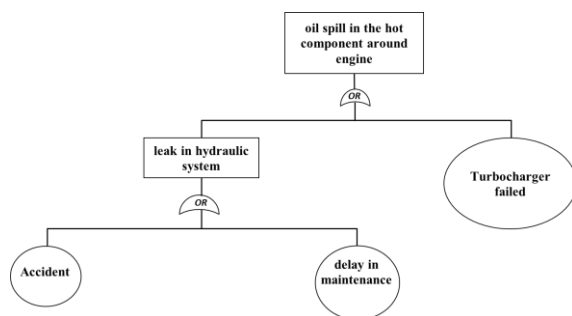 oil spill in the hot
component around
engine
OR
leak in hydraulic
system
Turbocharger
failed
OR
Accident
delay in
maintenance